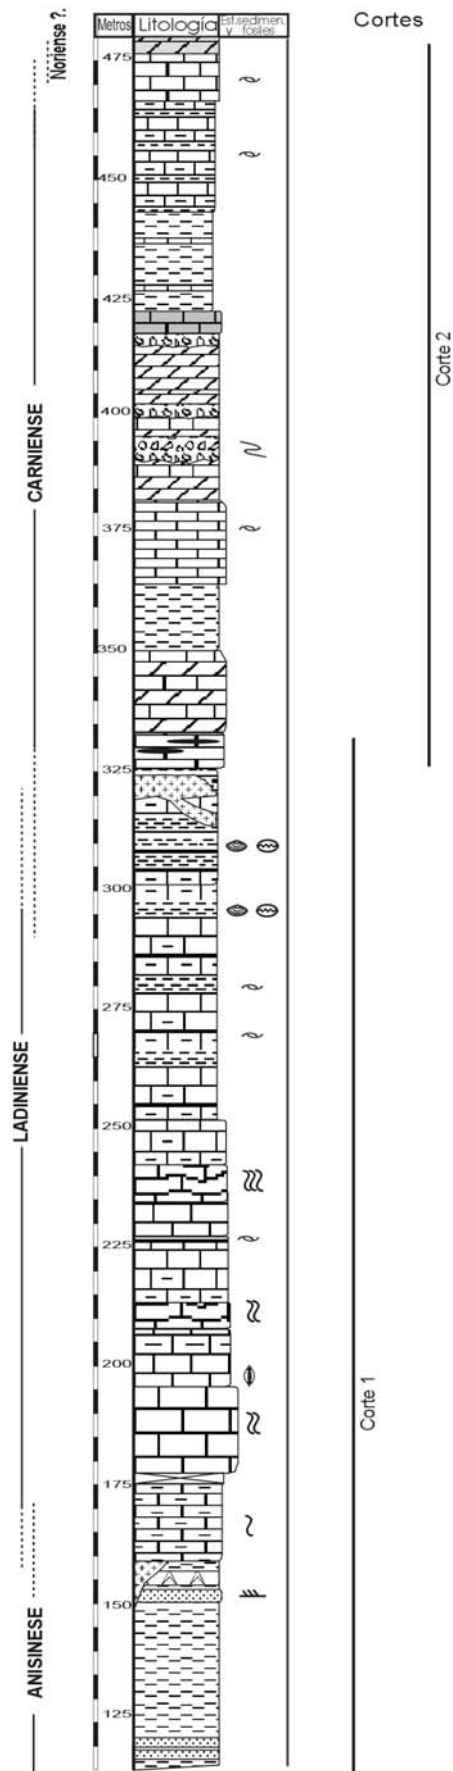 Noriense ?.
Metros
Litología
Est.sedimen.
y fosiles
Cortes
475
450
425
400
375
350
325
300
275
250
225
200
175
150
125
CARNIENSE
LADINIENSE
ANISINESE
Corte 2
Corte 1